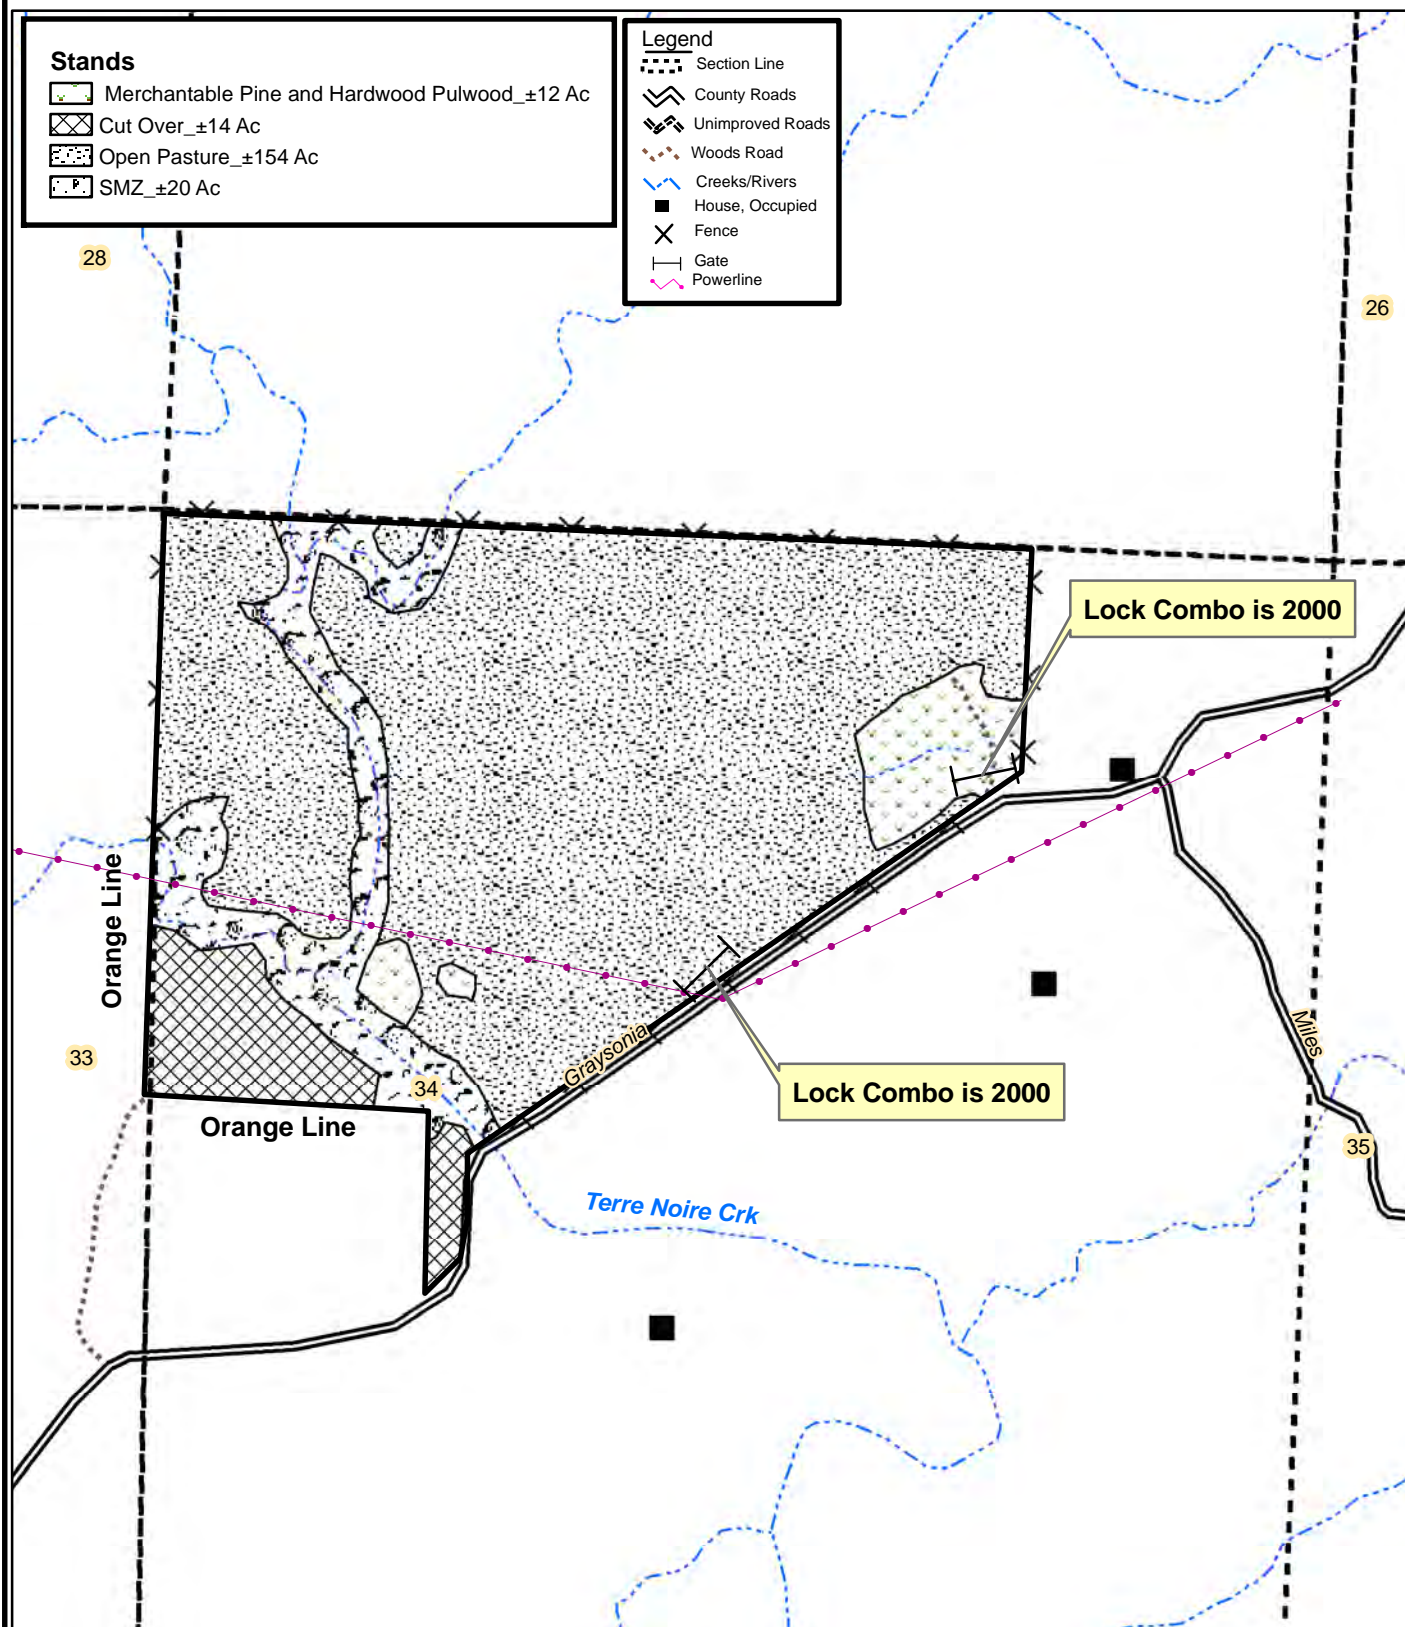 Stands
Merchantable Pine and Hardwood Pulwood_±12 Ac
Cut Over_±14 Ac
Open Pasture_±154 Ac
SMZ_±20 Ac
Legend
Section Line
County Roads
Unimproved Roads
Woods Road
Creeks/Rivers
House, Occupied
Fence
Gate
Powerline
28
26
Lock Combo is 2000
Orange Line
Graysonia
Miles
33
34
Lock Combo is 2000
Orange Line
35
Terre Noire Crk